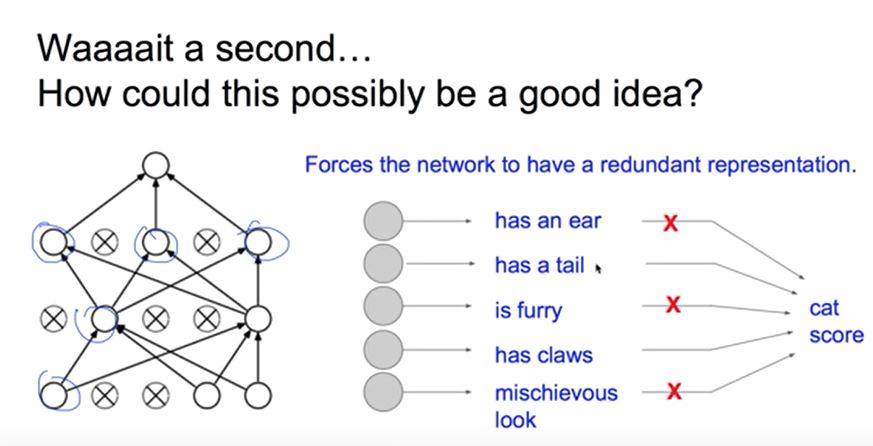 Waaaait a second…
How could this possibly be a good idea?
Forces the network to have a redundant representation.
has an ear
X
has a tail
is furry
X
has claws
mischievous
look
X
cat
score